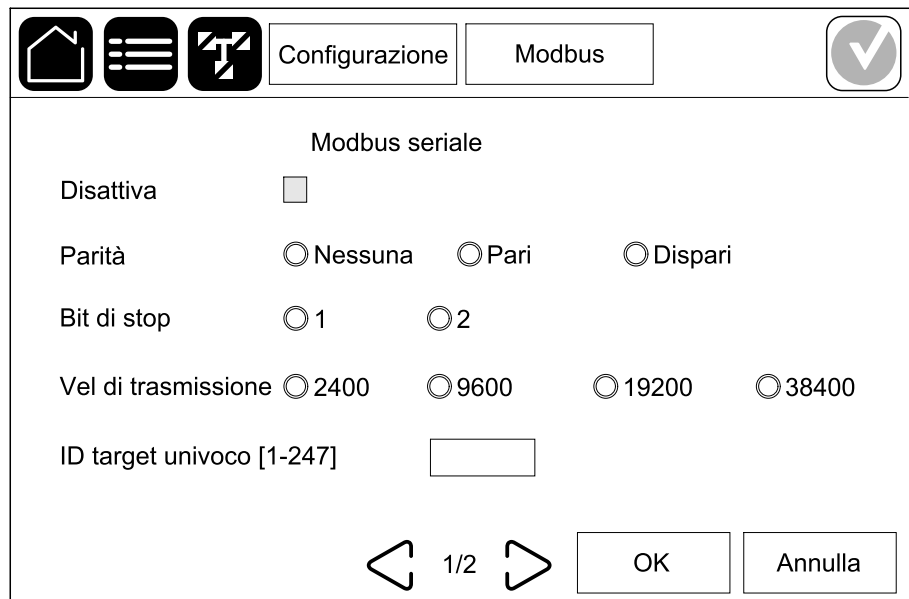 Configurazione Modbus
Modbus seriale
Disattiva
Parità Nessuna Pari Dispari
Bit di stop 1 2
Vel di trasmissione 2400 9600 19200 38400
ID target univoco [1-247]
1/2 OK Annulla